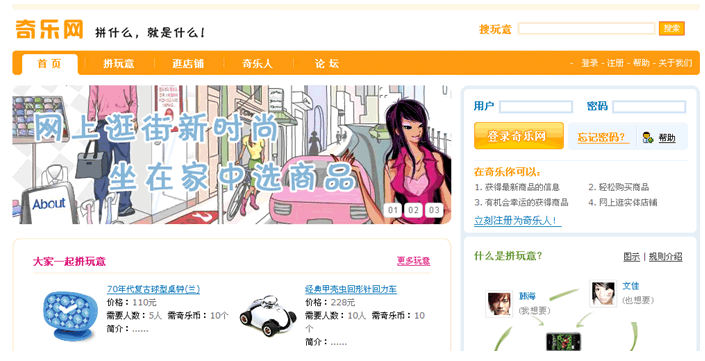 奇乐网 拼什么，就是什么！
搜玩意 搜索
首 页 拼玩意 逛店铺 奇乐人 论 坛 - 登录 - 注册 - 帮助 - 关于我们
网上逛街新时尚
坐在家中选商品
About
01 02 03
用户 密码
登录奇乐网 忘记密码？ 帮助
在奇乐你可以：
1. 获得最新商品的信息 2. 轻松购买商品
3. 有机会幸运的获得商品 4. 网上逛实体店铺
立刻注册为奇乐人！
大家一起拼玩意 更多玩意
70年代复古球型桌钟(三)
价格：110元
需要人数：5人 需奇乐币：10个
简介：......
经典甲壳虫回形针回力车
价格：228元
需要人数：10人 需奇乐币：10
个
简介：......
什么是拼玩意？ 图示 | 规则介绍
韩海
(我想要)
文佳
(也想要)